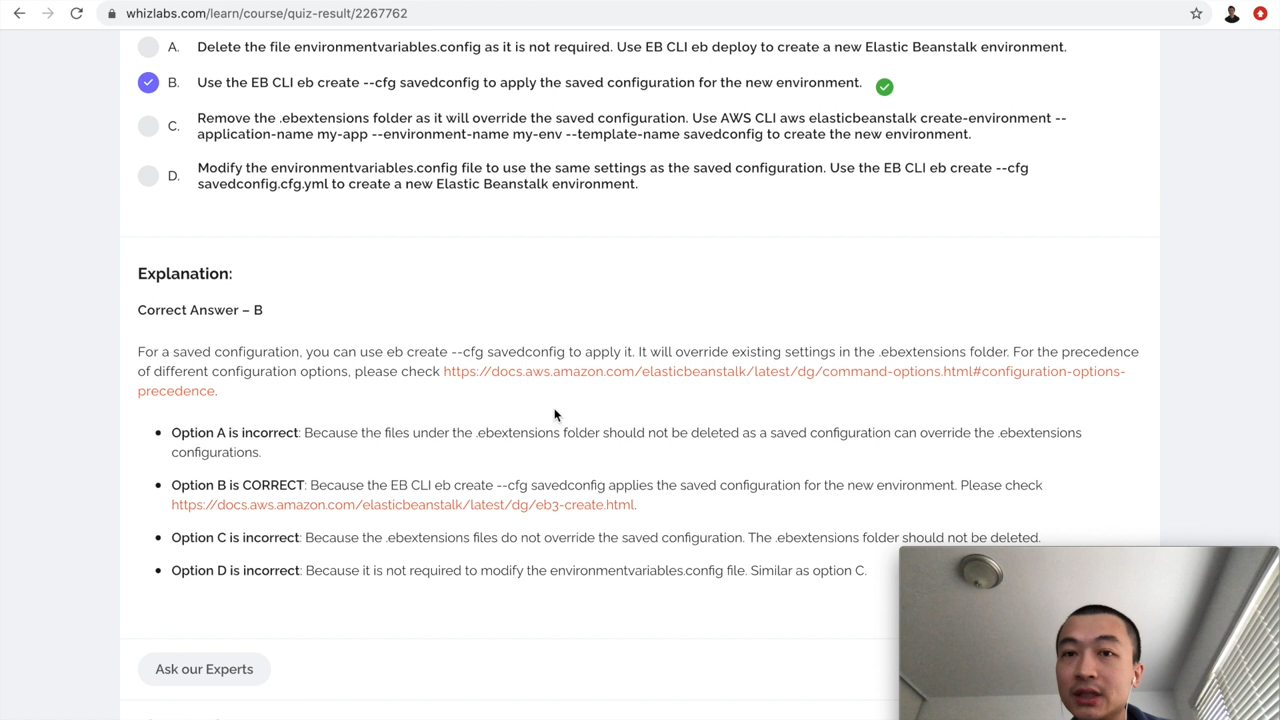 whizlabs.com/learn/course/quiz-result/2267762
A. Delete the file environmentvariables.config as it is not required. Use EB CLI eb deploy to create a new Elastic Beanstalk environment.
B. Use the EB CLI eb create --cfg savedconfig to apply the saved configuration for the new environment.
C. Remove the .ebextensions folder as it will override the saved configuration. Use AWS CLI aws elasticbeanstalk create-environment --
application-name my-app --environment-name my-env --template-name savedconfig to create the new environment.
D. Modify the environmentvariables.config file to use the same settings as the saved configuration. Use the EB CLI eb create --cfg
savedconfig.cfg.yml to create a new Elastic Beanstalk environment.
Explanation:
Correct Answer – B
For a saved configuration, you can use eb create --cfg savedconfig to apply it. It will override existing settings in the .ebextensions folder. For the precedence
of different configuration options, please check https://docs.aws.amazon.com/elasticbeanstalk/latest/dg/command-options.html#configuration-options-
precedence.
• Option A is incorrect: Because the files under the .ebextensions folder should not be deleted as a saved configuration can override the .ebextensions
configurations.
• Option B is CORRECT: Because the EB CLI eb create --cfg savedconfig applies the saved configuration for the new environment. Please check
https://docs.aws.amazon.com/elasticbeanstalk/latest/dg/eb3-create.html.
• Option C is incorrect: Because the .ebextensions files do not override the saved configuration. The .ebextensions folder should not be deleted.
• Option D is incorrect: Because it is not required to modify the environmentvariables.config file. Similar as option C.
Ask our Experts